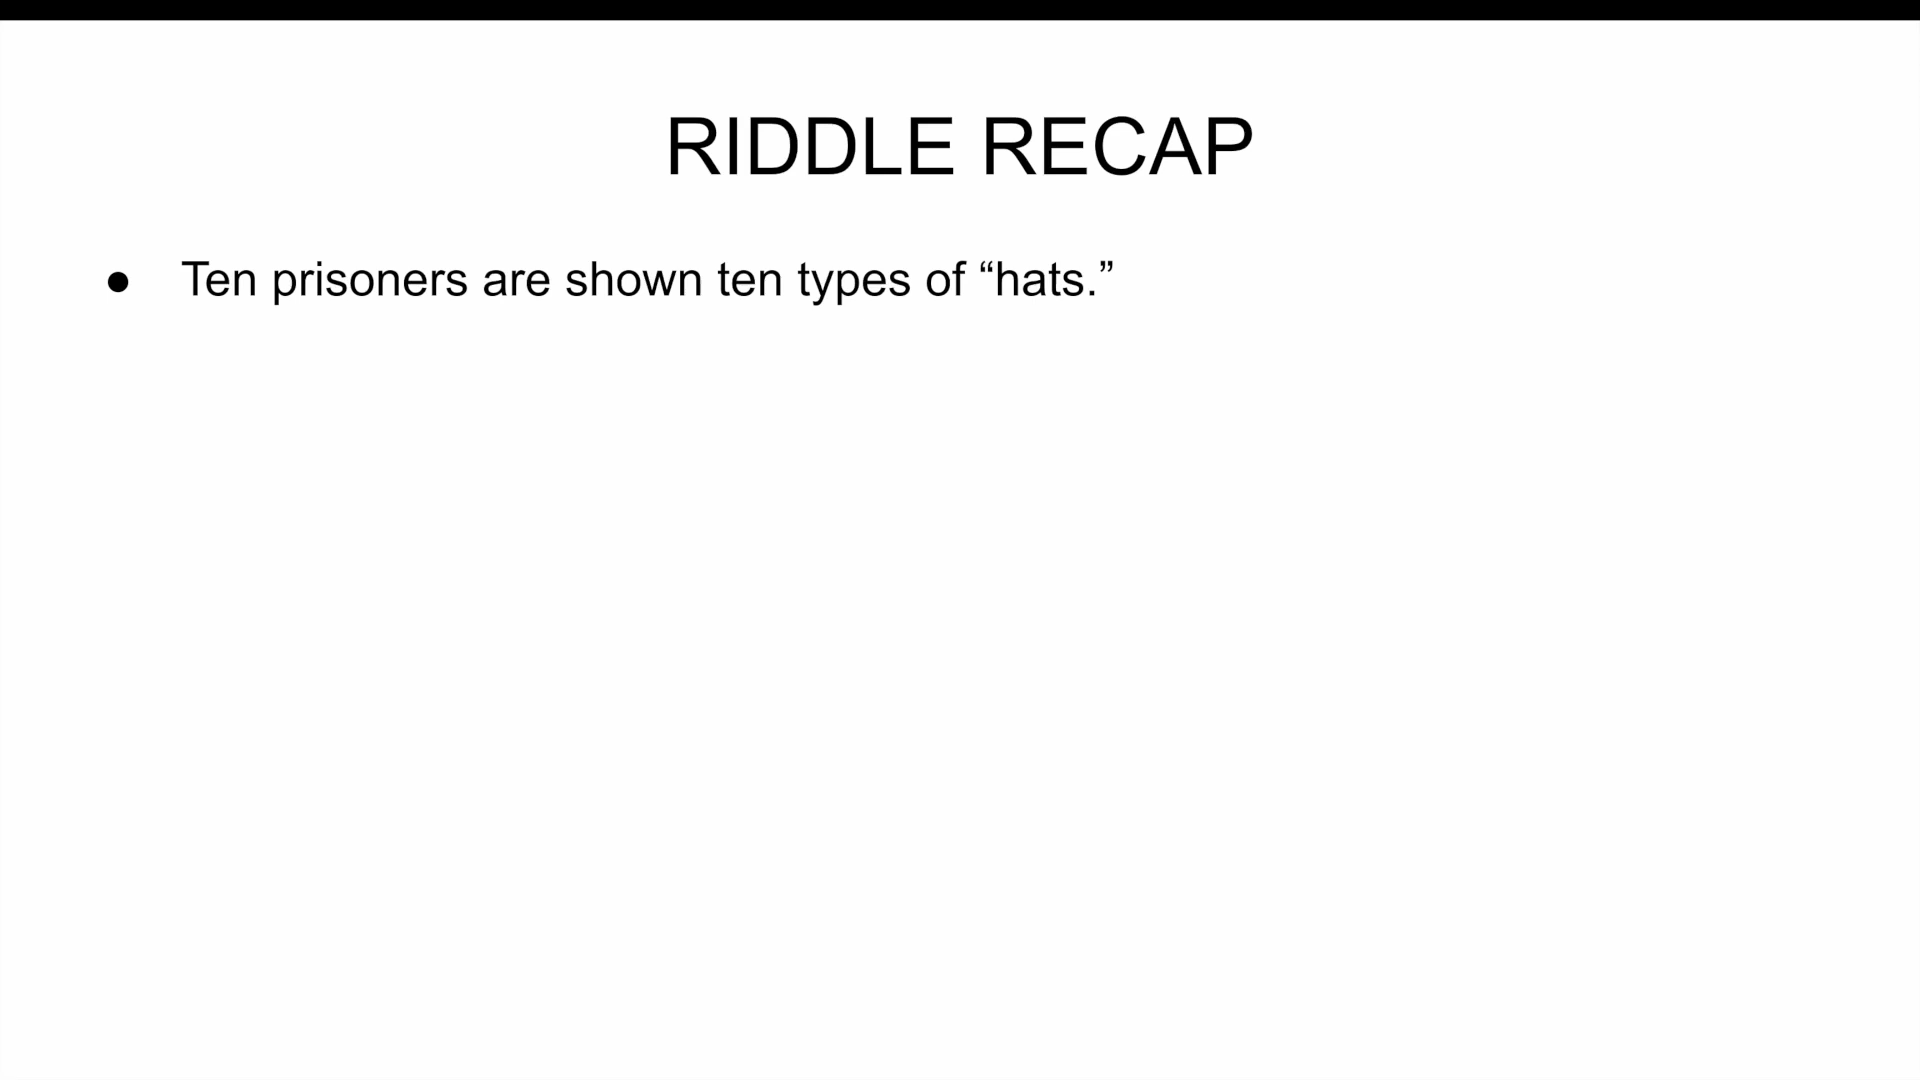 RIDDLE RECAP
● Ten prisoners are shown ten types of “hats.”